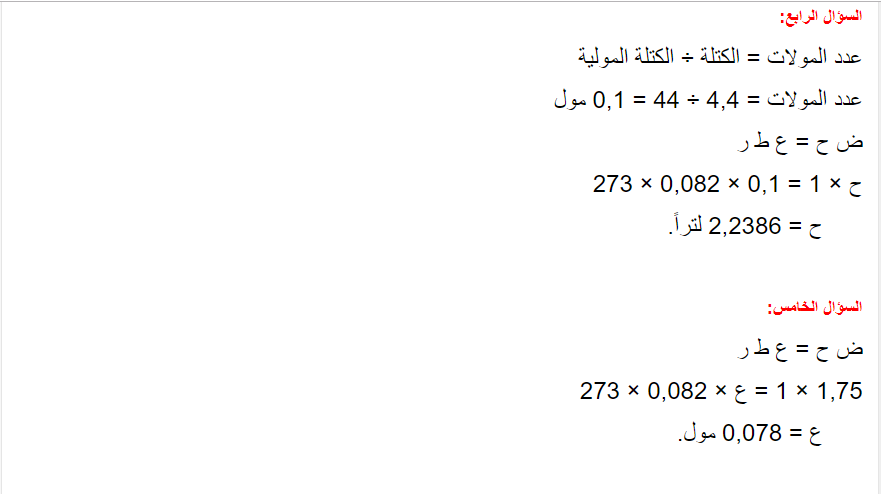 السؤال الرابع:
عدد المولات = الكتلة ÷ الكتلة المولية
عدد المولات = 4,4 ÷ 44 = 0,1 مول
ض ح = ع ط ر
ح × 1 = 0,1 × 0,082 × 273
ح = 2,2386 لتراً.
السؤال الخامس:
ض ح = ع ط ر
1,75 × 1 = ع × 0,082 × 273
ع = 0,078 مول.